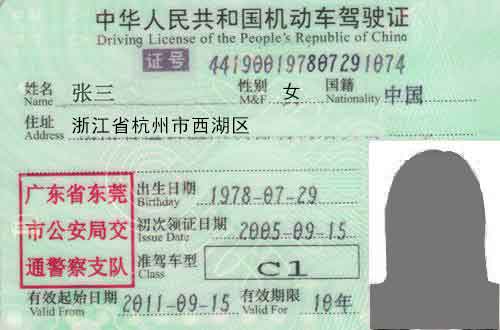 中华人民共和国机动车驾驶证
Driving License of the People's Republic of China
证号 441900197807291074
姓名 Name 张三 性别 M&F 女 国籍 Nationality 中国
住址 Address 浙江省杭州市西湖区
广东省东莞
市公安局交
通警察支队
出生日期 Birthday 1978-07-29
初次领证日期 Issue Date 2005-09-15
准驾车型 Class C1
有效起始日期 Valid From 2011-09-15 有效期限 Valid For 10年